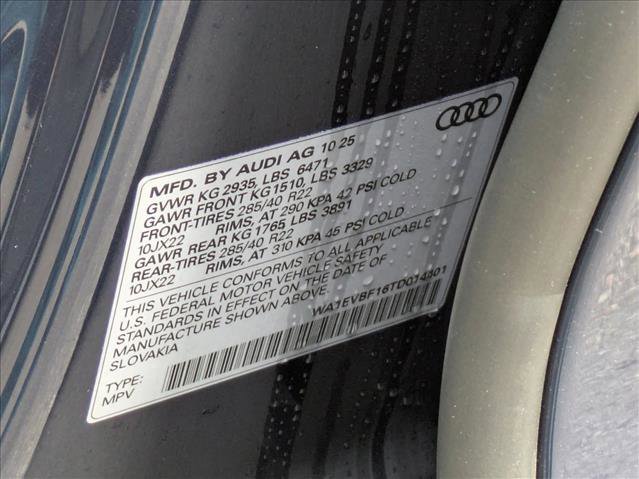 MFD. BY AUDI AG 10 25
GVWR KG 2935, LBS 6471
GAWR FRONT KG1510, LBS 3329
FRONT-TIRES 285/40 R22
10JX22 RIMS, AT 290 KPA 42 PSI COLD
GAWR REAR KG 1765 LBS 3891
REAR-TIRES 285/40 R22
10JX22 RIMS, AT 310 KPA 45 PSI COLD
THIS VEHICLE CONFORMS TO ALL APPLICABLE
U.S. FEDERAL MOTOR VEHICLE SAFETY
STANDARDS IN EFFECT ON THE DATE OF
MANUFACTURE SHOWN ABOVE.
SLOVAKIA
WA1EVBF16TD014801
TYPE:
MPV